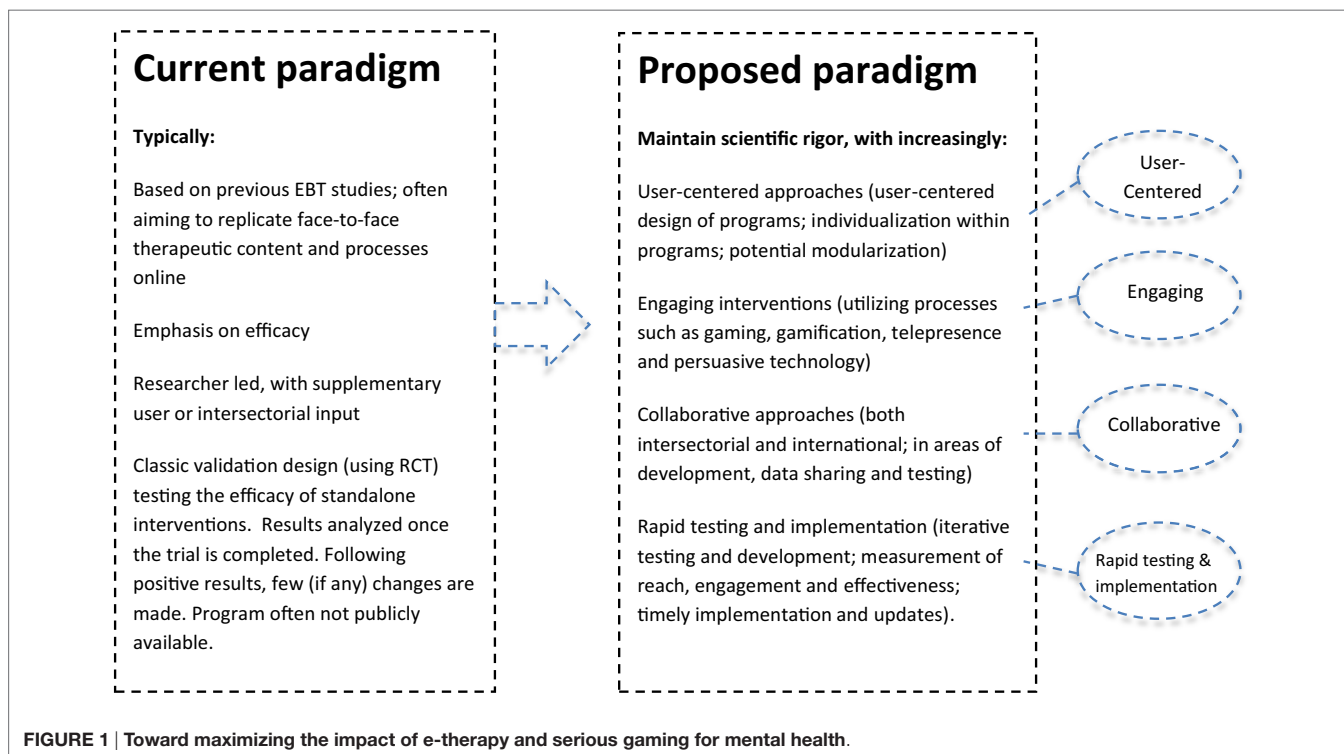 Current paradigm
Typically:
Based on previous EBT studies; often
aiming to replicate face-to-face
therapeutic content and processes
online
Emphasis on efficacy
Researcher led, with supplementary
user or intersectorial input
Classic validation design (using RCT)
testing the efficacy of standalone
interventions.  Results analyzed once
the trial is completed. Following
positive results, few (if any) changes are
made. Program often not publicly
available.
Proposed paradigm
Maintain scientific rigor, with increasingly:
User-centered approaches (user-centered
design of programs; individualization within
programs; potential modularization)
Engaging interventions (utilizing processes
such as gaming, gamification, telepresence
and persuasive technology)
Collaborative approaches (both
intersectorial and international; in areas of
development, data sharing and testing)
Rapid testing and implementation (iterative
testing and development; measurement of
reach, engagement and effectiveness;
timely implementation and updates).
User-
Centered
Engaging
Collaborative
Rapid testing &
implementation
FIGURE 1 | Toward maximizing the impact of e-therapy and serious gaming for mental health.